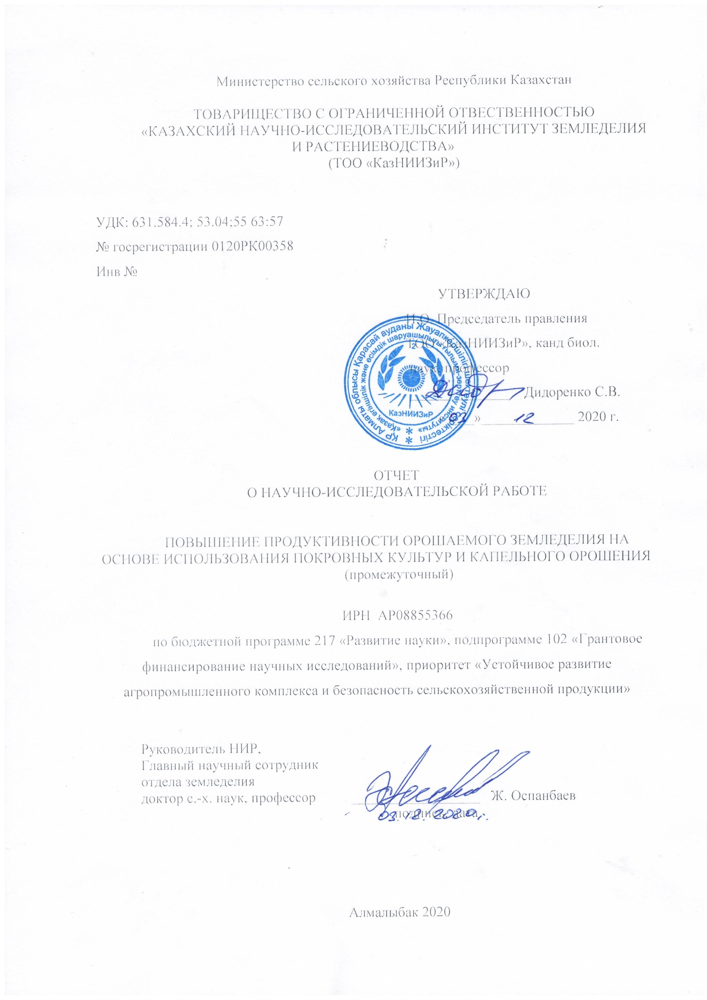 Министерство сельского хозяйства Республики Казахстан
ТОВАРИЩЕСТВО С ОГРАНИЧЕННОЙ ОТВЕСТВЕННОСТЬЮ
«КАЗАХСКИЙ НАУЧНО-ИССЛЕДОВАТЕЛЬСКИЙ ИНСТИТУТ ЗЕМЛЕДЕЛИЯ
И РАСТЕНИЕВОДСТВА»
(ТОО «КазНИИЗиР»)
УДК: 631.584.4; 53.04;55 63:57
№ госрегистрации 0120РК00358
Инв №
УТВЕРЖДАЮ
И.О. Председатель правления
ТОО «КазНИИЗиР», канд биол.
наук, профессор
Дидоренко С.В.
03 » 12 2020 г.
ҚР Алматы облысы Қарасай ауданы Жауапкершілігі шектеулі серіктестігі
«Қазақ егіншілік және өсімдік шаруашылығы ғылыми-зерттеу институты»
2
КазНИИЗиР
ОТЧЕТ
О НАУЧНО-ИССЛЕДОВАТЕЛЬСКОЙ РАБОТЕ
ПОВЫШЕНИЕ ПРОДУКТИВНОСТИ ОРОШАЕМОГО ЗЕМЛЕДЕЛИЯ НА
ОСНОВЕ ИСПОЛЬЗОВАНИЯ ПОКРОВНЫХ КУЛЬТУР И КАПЕЛЬНОГО ОРОШЕНИЯ
(промежуточный)
ИРН АР08855366
по бюджетной программе 217 «Развитие науки», подпрограмме 102 «Грантовое
финансирование научных исследований», приоритет «Устойчивое развитие
агропромышленного комплекса и безопасность сельскохозяйственной продукции»
Руководитель НИР,
Главный научный сотрудник
отдела земледелия
доктор с.-х. наук, профессор Ж. Оспанбаев
подпись, дата
03.12.2020 г.
Алмалыбак 2020